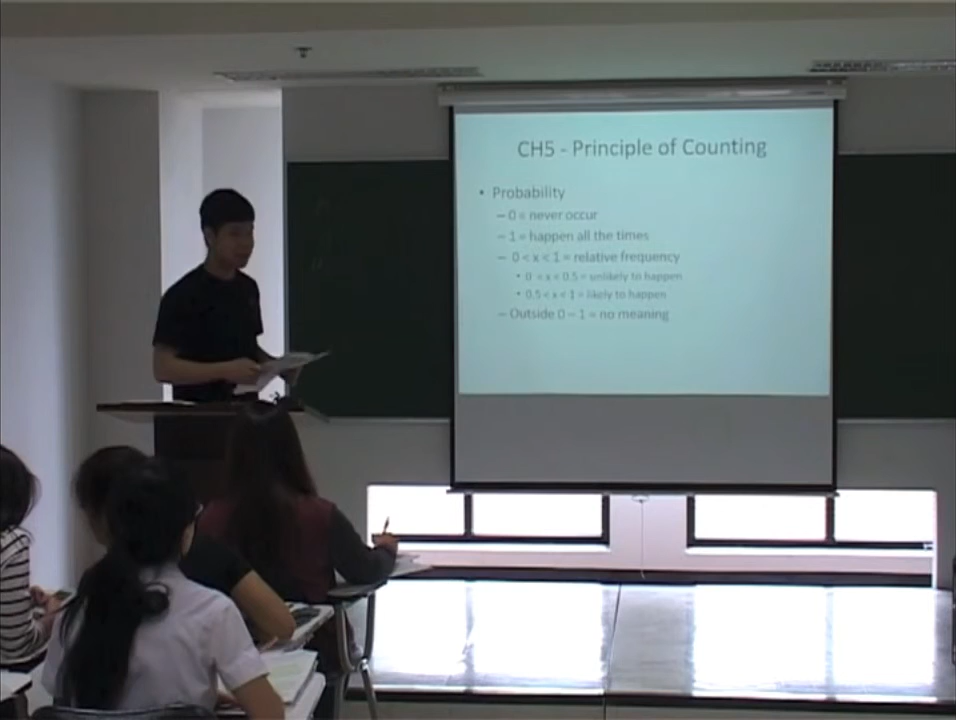 CH5 - Principle of Counting
• Probability
– 0 = never occur
– 1 = happen all the times
– 0 < x < 1 = relative frequency
• 0 < x < 0.5 = unlikely to happen
• 0.5 < x < 1 = likely to happen
– Outside 0 – 1 = no meaning